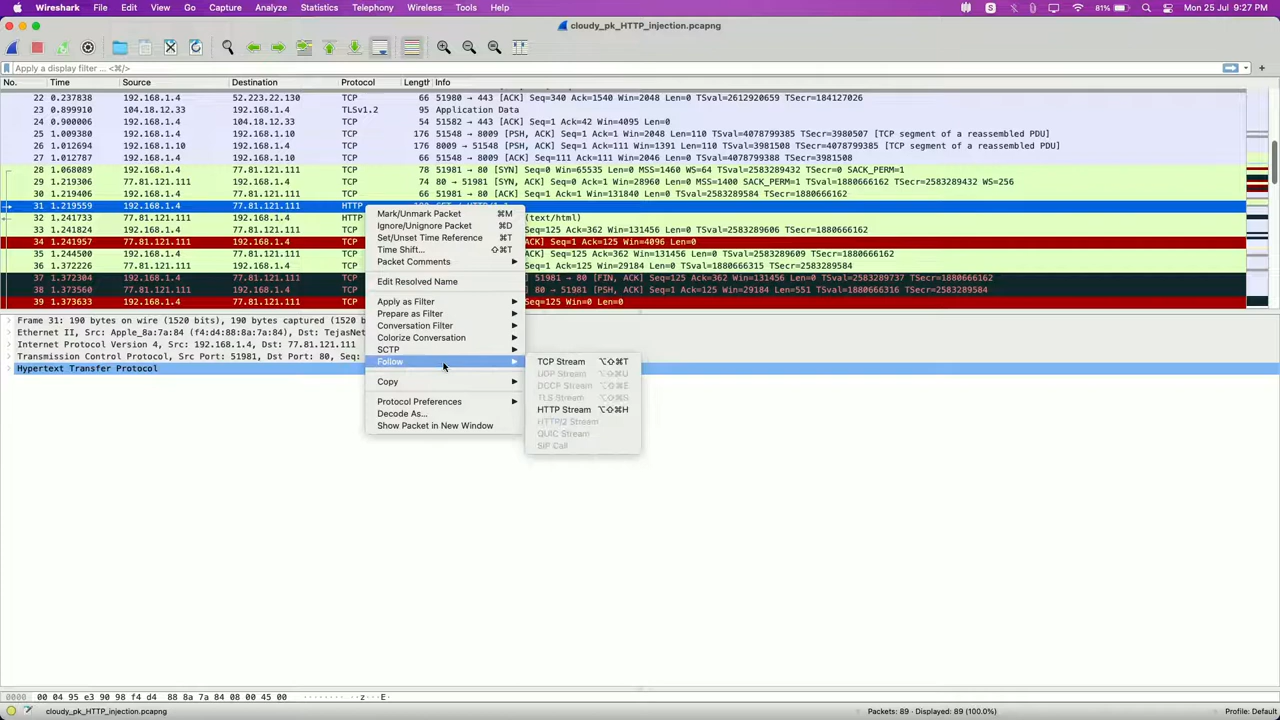 Wireshark File Edit View Go Capture Analyze Statistics Telephony Wireless Tools Help 81% Mon 25 Jul 9:27 PM
cloudy_pk_HTTP_injection.pcapng
Apply a display filter ... <⌘/>
No. Time Source Destination Protocol Length Info
22 0.237838 192.168.1.4 52.223.22.130 TCP 66 51980 → 443 [ACK] Seq=340 Ack=1540 Win=2048 Len=0 TSval=2612920659 TSecr=184127026
23 0.899910 104.18.12.33 192.168.1.4 TLSv1.2 95 Application Data
24 0.900006 192.168.1.4 104.18.12.33 TCP 54 51582 → 443 [ACK] Seq=1 Ack=42 Win=4095 Len=0
25 1.009380 192.168.1.4 192.168.1.10 TCP 176 51548 → 8009 [PSH, ACK] Seq=1 Ack=1 Win=2048 Len=110 TSval=4078799385 TSecr=3980507 [TCP segment of a reassembled PDU]
26 1.012694 192.168.1.10 192.168.1.4 TCP 176 8009 → 51548 [PSH, ACK] Seq=1 Ack=111 Win=1391 Len=110 TSval=3981508 TSecr=4078799385 [TCP segment of a reassembled PDU]
27 1.012787 192.168.1.4 192.168.1.10 TCP 66 51548 → 8009 [ACK] Seq=111 Ack=111 Win=2046 Len=0 TSval=4078799385 TSecr=3981508
28 1.068089 192.168.1.4 77.81.121.111 TCP 78 51981 → 80 [SYN] Seq=0 Win=65535 Len=0 MSS=1460 WS=64 TSval=2583289432 TSecr=0 SACK_PERM=1
29 1.219306 77.81.121.111 192.168.1.4 TCP 74 80 → 51981 [SYN, ACK] Seq=0 Ack=1 Win=28960 Len=0 MSS=1400 SACK_PERM=1 TSval=1880666162 TSecr=2583289432 WS=256
30 1.219402 192.168.1.4 77.81.121.111 TCP 66 51981 → 80 [ACK] Seq=1 Ack=1 Win=131840 Len=0 TSval=2583289584 TSecr=1880666162
31 1.219559 192.168.1.4 77.81.121.111 HTTP
32 1.241733 77.81.121.111 192.168.1.4 HTTP (text/html)
33 1.241799 192.168.1.4 77.81.121.111 TCP ACK] Seq=125 Ack=362 Win=131456 Len=0 TSval=2583289606 TSecr=1880666162
34 1.241957 77.81.121.111 192.168.1.4 TCP ACK] Seq=1 Ack=125 Win=4096 Len=0
35 1.244500 192.168.1.4 77.81.121.111 TCP ACK] Seq=125 Ack=362 Win=131456 Len=0 TSval=2583289609 TSecr=1880666162
36 1.372226 77.81.121.111 192.168.1.4 TCP ACK] Seq=1 Ack=125 Win=29184 Len=0 TSval=1880666315 TSecr=2583289584
37 1.372304 192.168.1.4 77.81.121.111 TCP 80 [FIN, ACK] Seq=125 Ack=362 Win=131456 Len=0 TSval=2583289737 TSecr=1880666162
38 1.373560 77.81.121.111 192.168.1.4 TCP 80 → 51981 [PSH, ACK] Seq=1 Ack=125 Win=29184 Len=551 TSval=1880666316 TSecr=2583289584
39 1.373633 192.168.1.4 77.81.121.111 TCP Seq=125 Win=0 Len=0
Mark/Unmark Packet ⌘M
Ignore/Unignore Packet ⌘D
Set/Unset Time Reference ⌘T
Time Shift... ⇧⌘T
Packet Comments
Edit Resolved Name
Apply as Filter
Prepare as Filter
Conversation Filter
Colorize Conversation
SCTP
Follow
Copy
Protocol Preferences
Decode As...
Show Packet in New Window
TCP Stream ⌥⇧⌘T
UDP Stream ⌥⇧⌘U
DCCP Stream ⌥⇧⌘E
TLS Stream ⌥⇧⌘S
HTTP Stream ⌥⇧⌘H
HTTP/2 Stream
QUIC Stream
SIP Call
Frame 31: 190 bytes on wire (1520 bits), 190 bytes captured (1520 b
Ethernet II, Src: Apple_8a:7a:84 (f4:d4:88:8a:7a:84), Dst: TejasNet
Internet Protocol Version 4, Src: 192.168.1.4, Dst: 77.81.121.111
Transmission Control Protocol, Src Port: 51981, Dst Port: 80, Seq:
Hypertext Transfer Protocol
0000 00 04 95 e3 90 98 f4 d4 88 8a 7a 84 08 00 45 00 ········ ··z···E·
cloudy_pk_HTTP_injection.pcapng Packets: 89 · Displayed: 89 (100.0%) Profile: Default